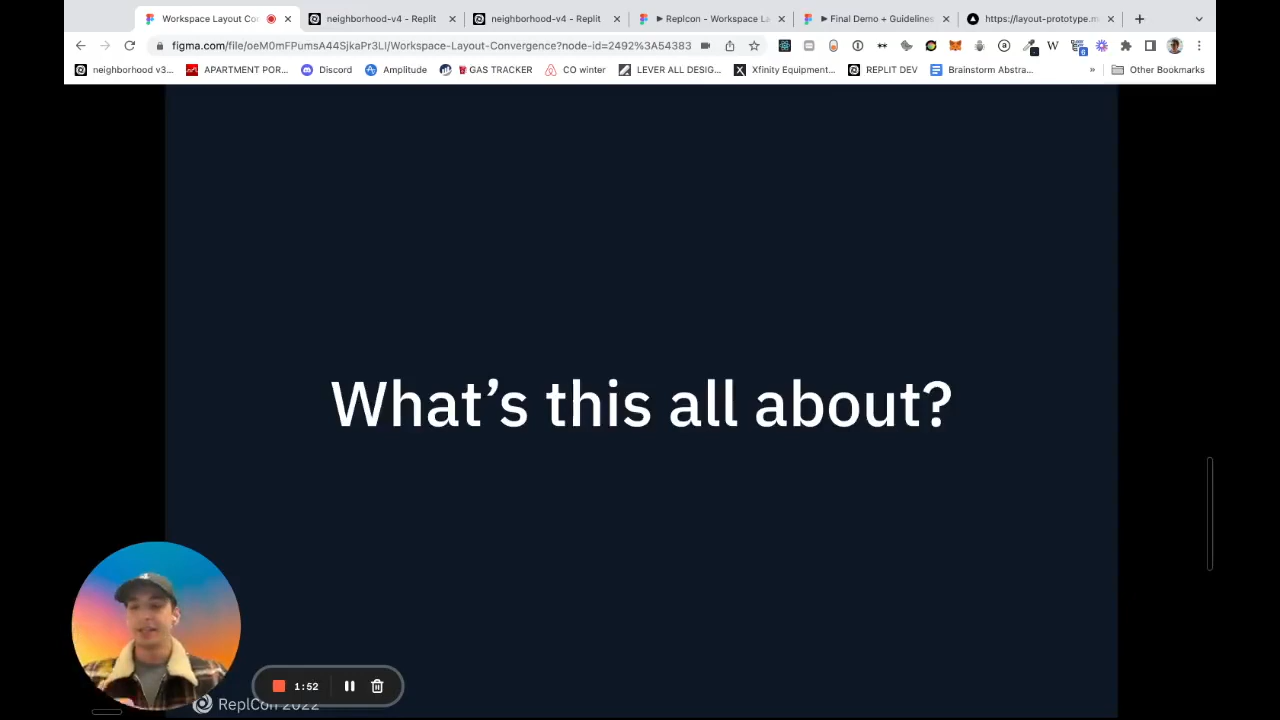 Workspace Layout Co
neighborhood-v4 - Replit
neighborhood-v4 - Replit
Replcon - Workspace La
Final Demo + Guidelines
https://layout-prototype.m
figma.com/file/oeM0mFPumsA44SjkaPr3LI/Workspace-Layout-Convergence?node-id=2492%3A54383
neighborhood v3...
APARTMENT POR...
Discord
Amplitude
GAS TRACKER
CO winter
LEVER ALL DESIG...
Xfinity Equipment...
REPLIT DEV
Brainstorm Abstra...
»
Other Bookmarks
What's this all about?
1:52
ReplCon 2022